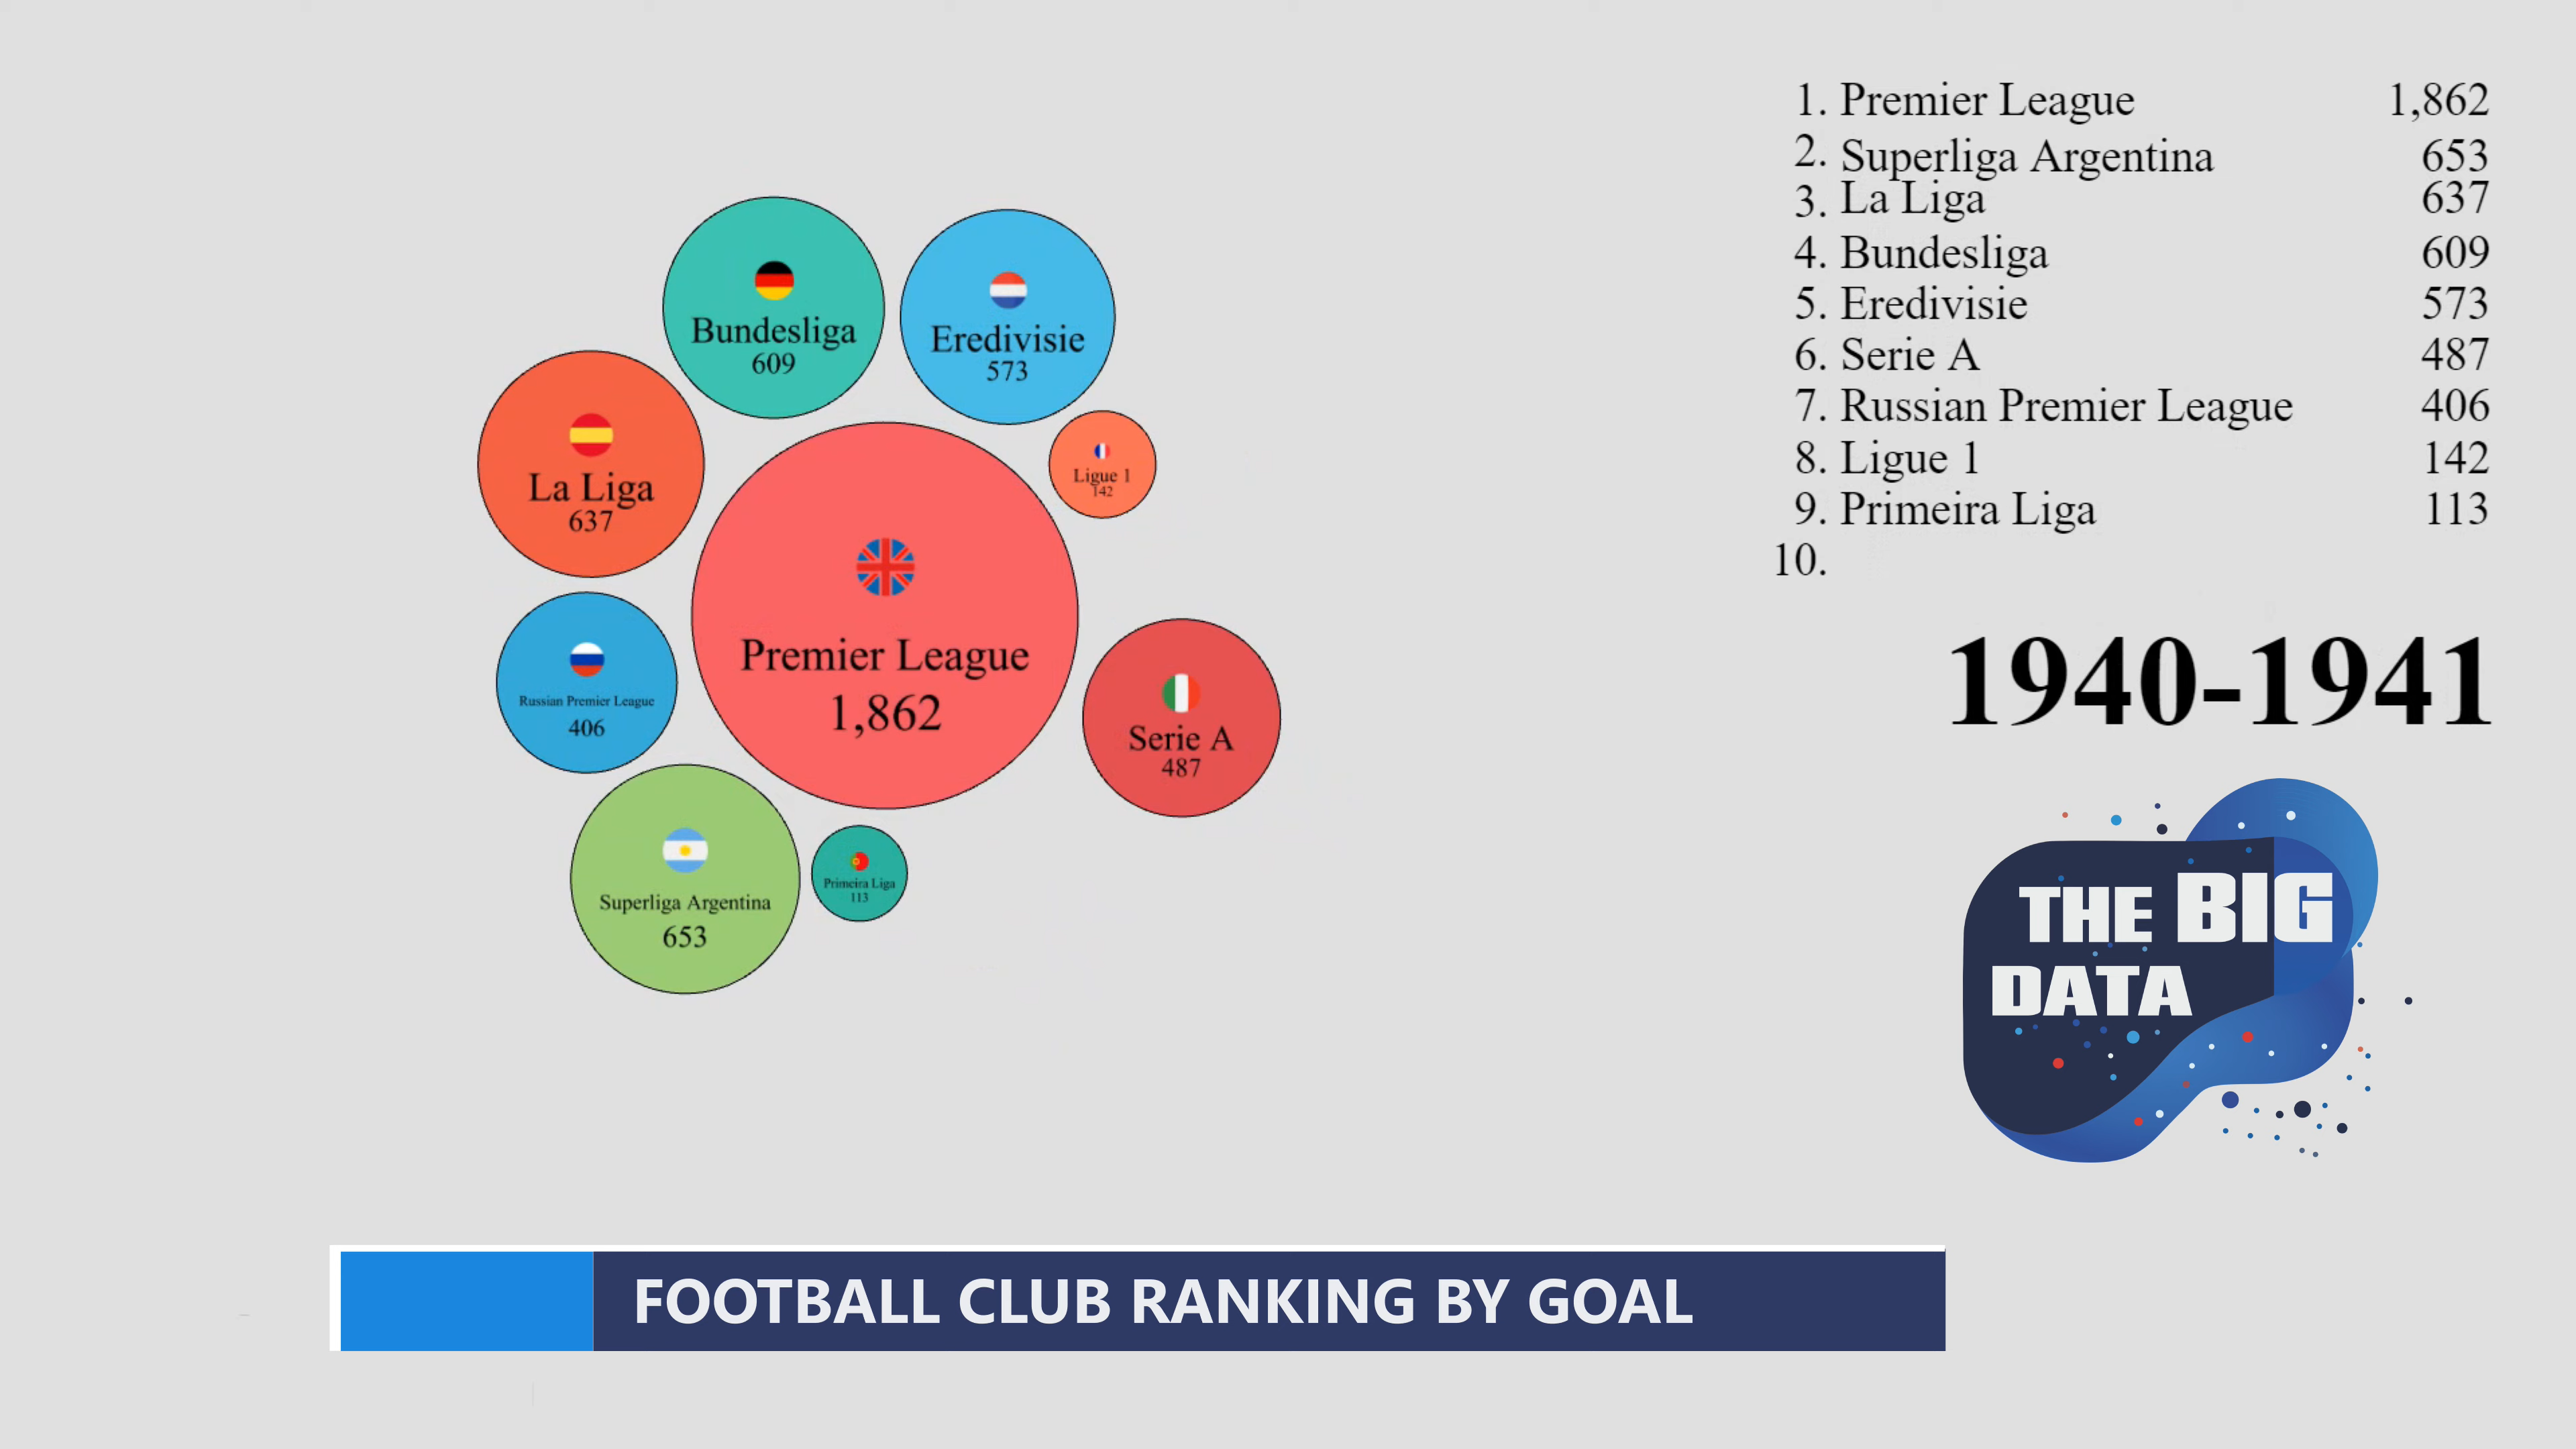 Bundesliga
609
Eredivisie
573
La Liga
637
Ligue 1
142
Premier League
1,862
Russian Premier League
406
Serie A
487
Superliga Argentina
653
Primeira Liga
113
1. Premier League 1,862
2. Superliga Argentina 653
3. La Liga 637
4. Bundesliga 609
5. Eredivisie 573
6. Serie A 487
7. Russian Premier League 406
8. Ligue 1 142
9. Primeira Liga 113
10.
1940-1941
THE BIG
DATA
FOOTBALL CLUB RANKING BY GOAL